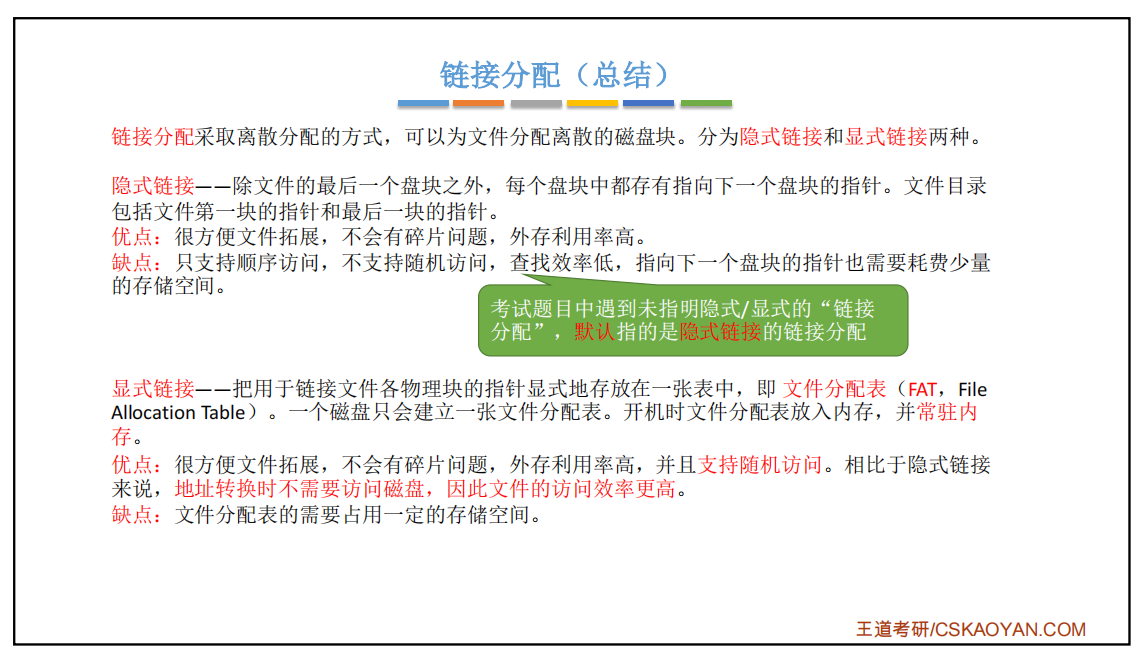 链接分配（总结）
链接分配采取离散分配的方式，可以为文件分配离散的磁盘块。分为隐式链接和显式链接两种。
隐式链接——除文件的最后一个盘块之外，每个盘块中都存有指向下一个盘块的指针。文件目录
包括文件第一块的指针和最后一块的指针。
优点：很方便文件拓展，不会有碎片问题，外存利用率高。
缺点：只支持顺序访问，不支持随机访问，查找效率低，指向下一个盘块的指针也需要耗费少量
的存储空间。
考试题目中遇到未指明隐式/显式的“链接
分配”，默认指的是隐式链接的链接分配
显式链接——把用于链接文件各物理块的指针显式地存放在一张表中，即 文件分配表（FAT，File
Allocation Table）。一个磁盘只会建立一张文件分配表。开机时文件分配表放入内存，并常驻内
存。
优点：很方便文件拓展，不会有碎片问题，外存利用率高，并且支持随机访问。相比于隐式链接
来说，地址转换时不需要访问磁盘，因此文件的访问效率更高。
缺点：文件分配表的需要占用一定的存储空间。
王道考研/CSKAOYAN.COM